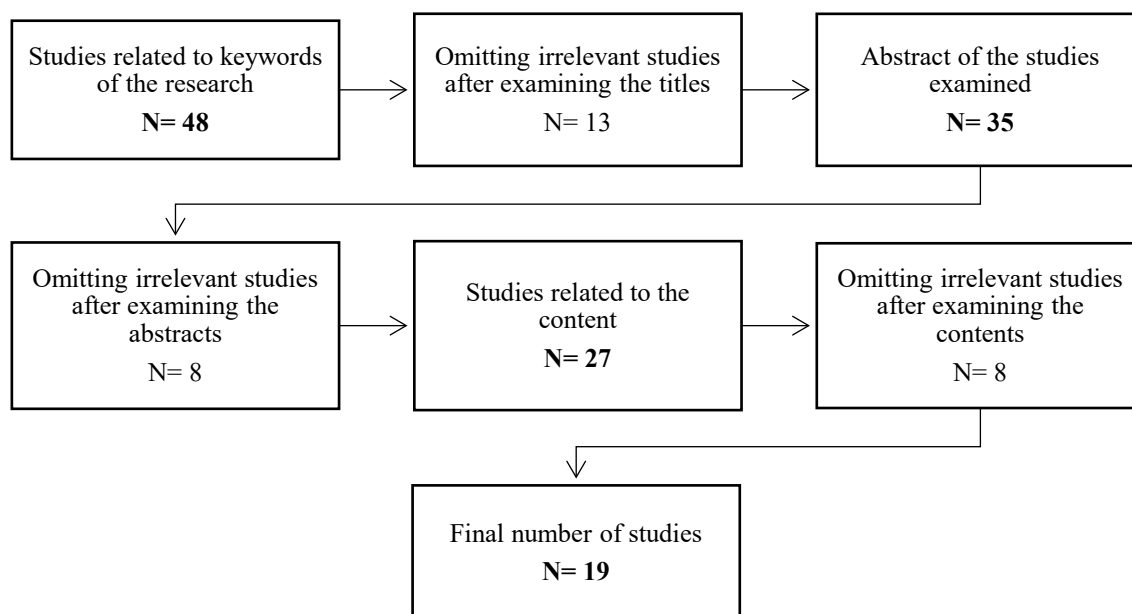 Studies related to keywords
of the research
N= 48
Omitting irrelevant studies
after examining the titles
N= 13
Abstract of the studies
examined
N= 35
Omitting irrelevant studies
after examining the
abstracts
N= 8
Studies related to the
content
N= 27
Omitting irrelevant studies
after examining the
contents
N= 8
Final number of studies
N= 19